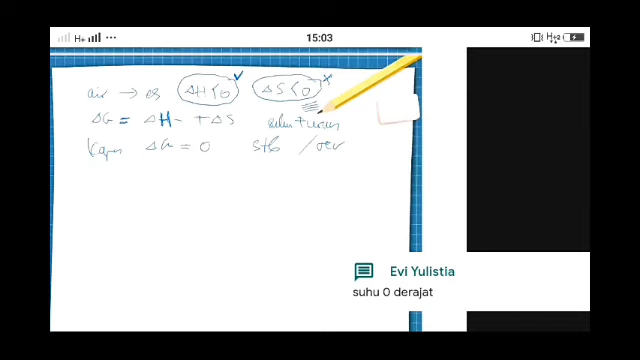 H+ ... 15:03
air → es ΔH < 0 ✓ ΔS < 0 ×
ΔG = ΔH - TΔS suhu turun
Kapan ΔG = 0 stb / rev
Evi Yulistia
suhu 0 derajat